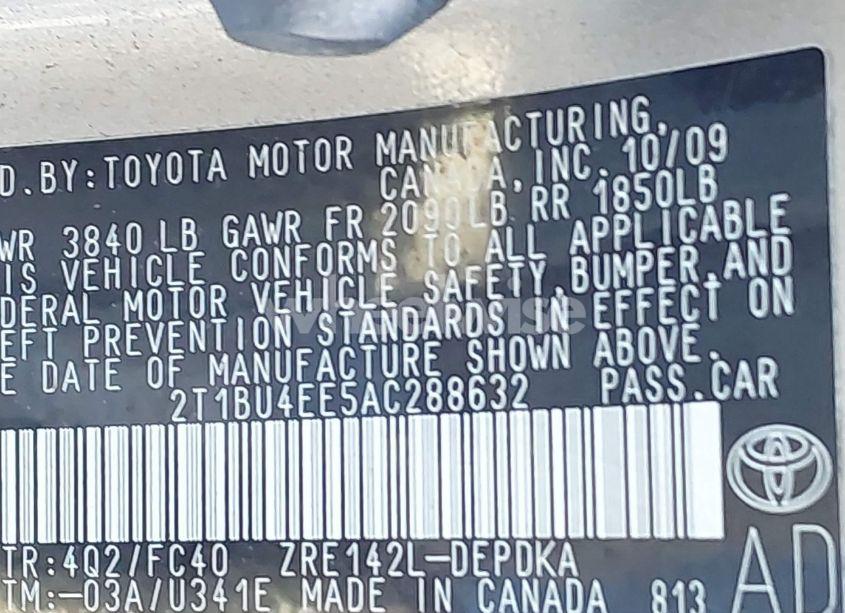 D.BY:TOYOTA MOTOR MANUFACTURING,
CANADA, INC. 10/09
WR 3840 LB GAWR FR 2090LB RR 1850LB
IS VEHICLE CONFORMS TO ALL APPLICABLE
DERAL MOTOR VEHICLE SAFETY, BUMPER, AND
EFT PREVENTION STANDARDS IN EFFECT ON
E DATE OF MANUFACTURE SHOWN ABOVE.
2T1BU4EE5AC288632 PASS.CAR
TR:4Q2/FC40 ZRE142L-DEPDKA
TM:-03A/U341E MADE IN CANADA 813
AD